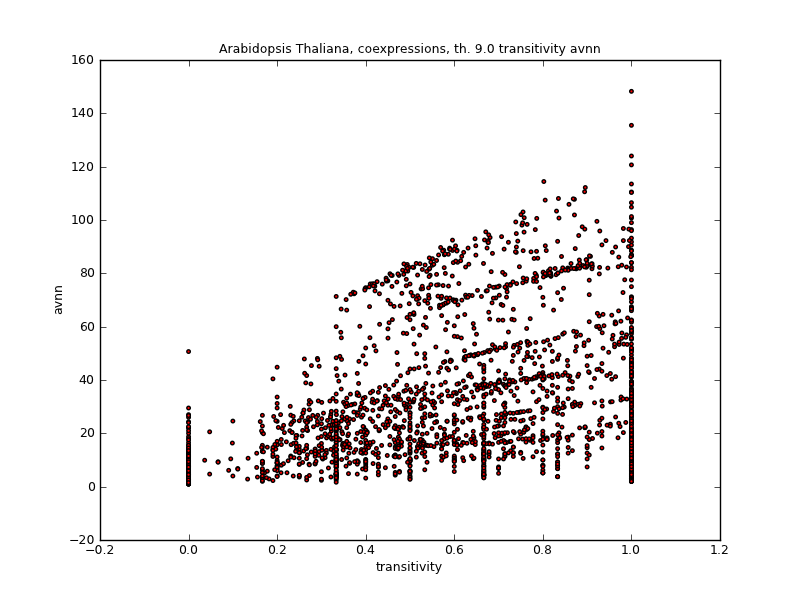 Arabidopsis Thaliana, coexpressions, th. 9.0 transitivity avnn
160
140
120
100
80
60
40
20
0
−20
avnn
−0.2 0.0 0.2 0.4 0.6 0.8 1.0 1.2
transitivity